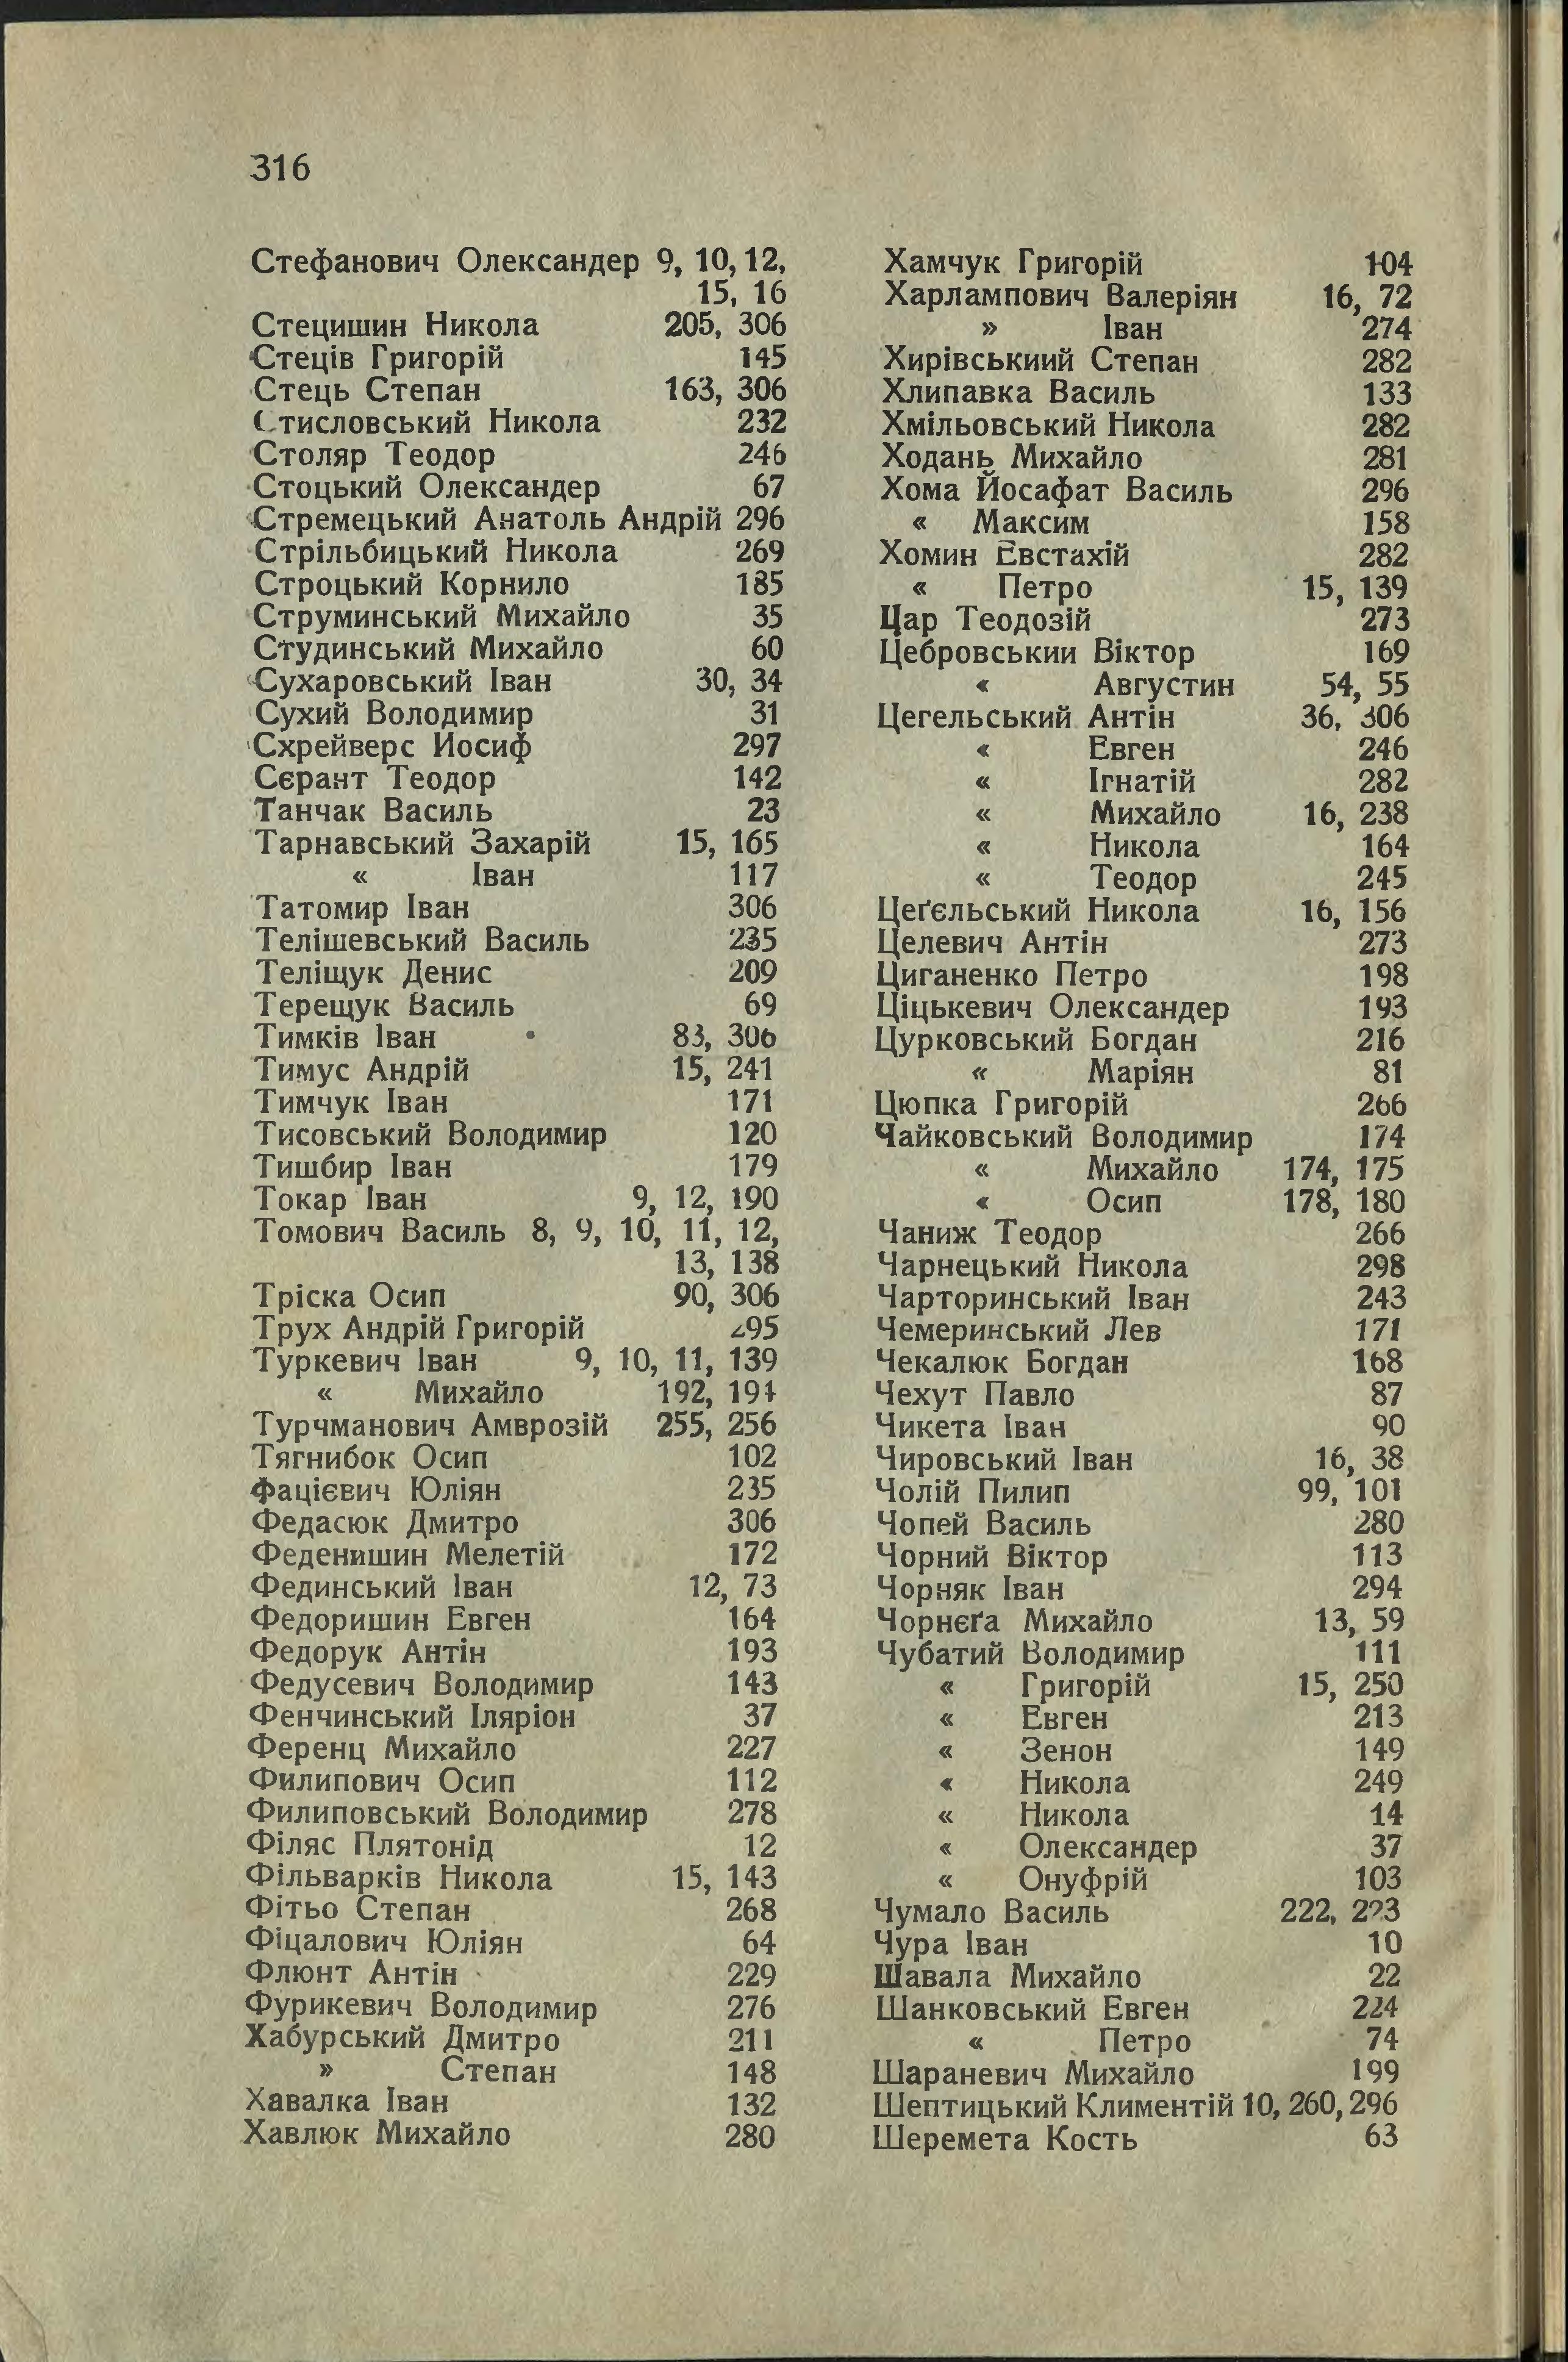 316
Стефанович Олександер 9, 10, 12,
15, 16
Стецишин Никола 205, 306
Стеців Григорій 145
Стець Степан 163, 306
Стисловський Никола 232
Столяр Теодор 246
Стоцький Олександер 67
Стремецький Анатоль Андрій 296
Стрільбицький Никола 269
Строцький Корнило 185
Струминський Михайло 35
Студинський Михайло 60
Сухаровський Іван 30, 34
Сухий Володимир 31
Схрейверс Йосиф 297
Сєрант Теодор 142
Танчак Василь 23
Тарнавський Захарій 15, 165
« Іван 117
Татомир Іван 306
Телішевський Василь 235
Теліщук Денис 209
Терещук Василь 69
Тимків Іван 83, 306
Тимус Андрій 15, 241
Тимчук Іван 171
Тисовський Володимир 120
Тишбир Іван 179
Токар Іван 9, 12, 190
Томович Василь 8, 9, 10, 11, 12,
13, 138
Тріска Осип 90, 306
Трух Андрій Григорій 295
Туркевич Іван 9, 10, 11, 139
« Михайло 192, 194
Турчманович Амврозій 255, 256
Тягнибок Осип 102
Фацієвич Юліян 235
Федасюк Дмитро 306
Феденишин Мелетій 172
Фединський Іван 12, 73
Федоришин Евген 164
Федорук Антін 193
Федусевич Володимир 143
Фенчинський Іляріон 37
Ференц Михайло 227
Филипович Осип 112
Филиповський Володимир 278
Філяс Плятонід 12
Фільварків Никола 15, 143
Фітьо Степан 268
Фіцалович Юліян 64
Флюнт Антін 229
Фурикевич Володимир 276
Хабурський Дмитро 211
» Степан 148
Хавалка Іван 132
Хавлюк Михайло 280
Хамчук Григорій 104
Харлампович Валеріян 16, 72
» Іван 274
Хирівськиий Степан 282
Хлипавка Василь 133
Хмільовський Никола 282
Ходань Михайло 281
Хома Йосафат Василь 296
« Максим 158
Хомин Евстахій 282
« Петро 15, 139
Цар Теодозій 273
Цебровськии Віктор 169
« Августин 54, 55
Цегельський Антін 36, 306
« Евген 246
« Ігнатій 282
« Михайло 16, 238
« Никола 164
« Теодор 245
Цеґєльський Никола 16, 156
Целевич Антін 273
Циганенко Петро 198
Ціцькевич Олександер 193
Цурковський Богдан 216
« Маріян 81
Цюпка Григорій 266
Чайковський Володимир 174
« Михайло 174, 175
« Осип 178, 180
Чаниж Теодор 266
Чарнецький Никола 298
Чарторинський Іван 243
Чемеринський Лев 171
Чекалюк Богдан 168
Чехут Павло 87
Чикета Іван 90
Чировський Іван 16, 38
Чолій Пилип 99, 101
Чопей Василь 280
Чорний Віктор 113
Чорняк Іван 294
Чорнєґа Михайло 13, 59
Чубатий Володимир 111
« Григорій 15, 250
« Евген 213
« Зенон 149
« Никола 249
« Никола 14
« Олександер 37
« Онуфрій 103
Чумало Василь 222, 223
Чура Іван 10
Шавала Михайло 22
Шанковський Евген 224
« Петро 74
Шараневич Михайло 199
Шептицький Климентій 10, 260, 296
Шеремета Кость 63